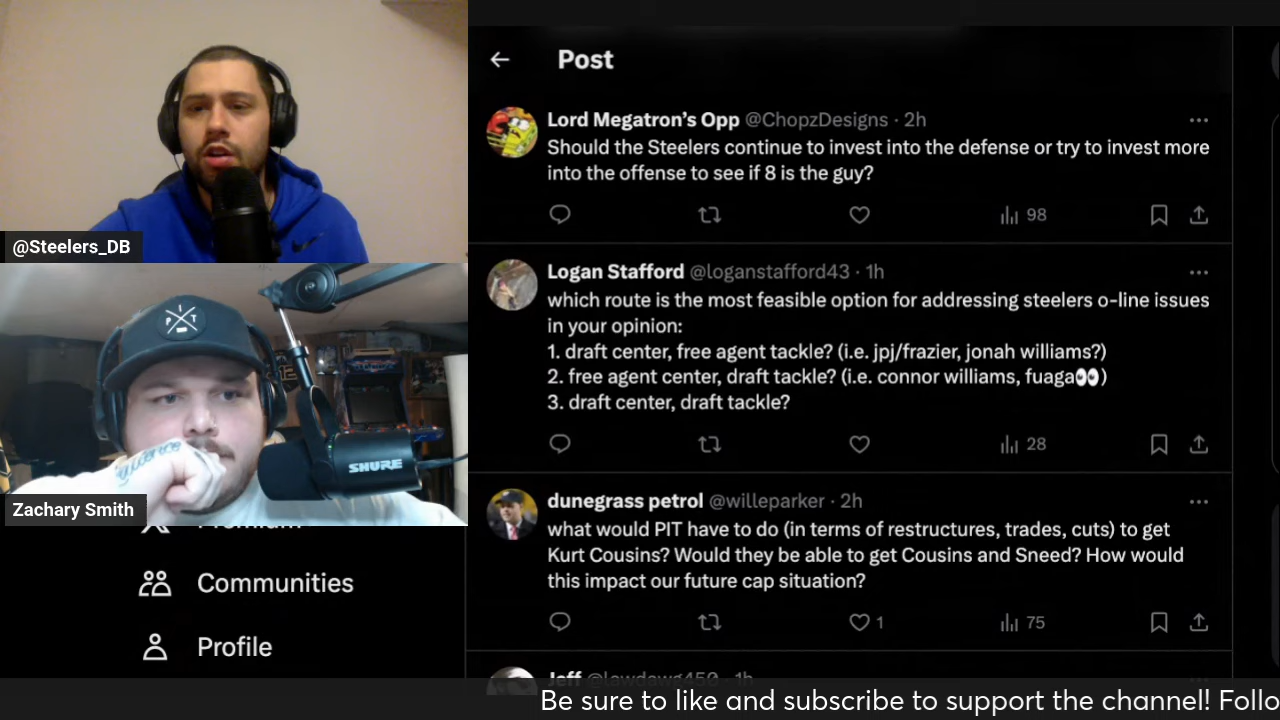 @Steelers_DB
P T
SHURE
Zachary Smith
Premium
Communities
Profile
Post
Lord Megatron’s Opp @ChopzDesigns · 2h
Should the Steelers continue to invest into the defense or try to invest more
into the offense to see if 8 is the guy?
98
Logan Stafford @loganstafford43 · 1h
which route is the most feasible option for addressing steelers o-line issues
in your opinion:
1. draft center, free agent tackle? (i.e. jpj/frazier, jonah williams?)
2. free agent center, draft tackle? (i.e. connor williams, fuaga👀)
3. draft center, draft tackle?
28
dunegrass petrol @willeparker · 2h
what would PIT have to do (in terms of restructures, trades, cuts) to get
Kurt Cousins? Would they be able to get Cousins and Sneed? How would
this impact our future cap situation?
1 75
Jeff @lowdawg450 · 1h
Be sure to like and subscribe to support the channel! Follo